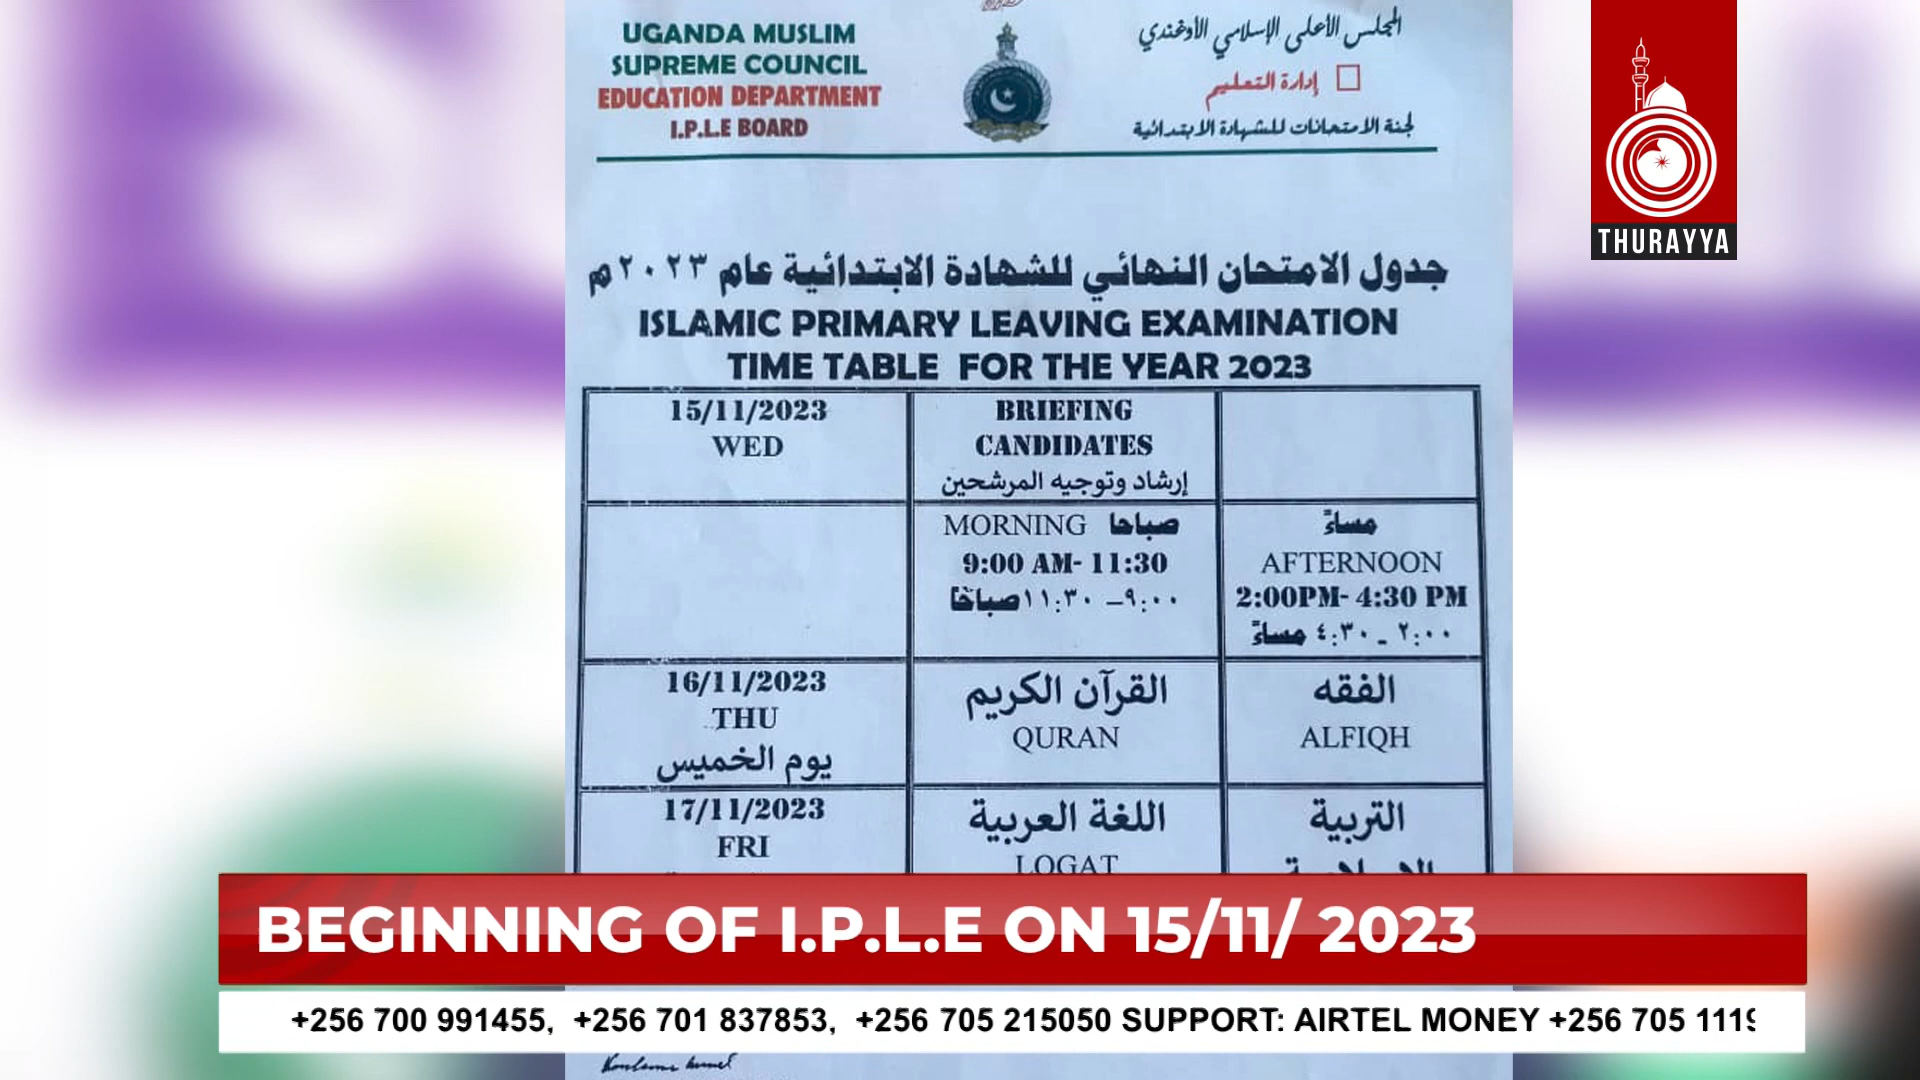 UGANDA MUSLIM
SUPREME COUNCIL
EDUCATION DEPARTMENT
I.P.L.E BOARD
المجلس الأعلى الإسلامي الأوغندي
إدارة التعليم
لجنة الامتحانات للشهادة الابتدائية
THURAYYA
جدول الامتحان النهائي للشهادة الابتدائية عام ٢٠٢٣م
ISLAMIC PRIMARY LEAVING EXAMINATION
TIME TABLE FOR THE YEAR 2023
15/11/2023
WED
BRIEFING
CANDIDATES
إرشاد وتوجيه المرشحين
MORNING صباحا
9:00 AM- 11:30
٩:٠٠– ١١:٣٠صباحًا
مساءً
AFTERNOON
2:00PM- 4:30 PM
٢:٠٠ - ٤:٣٠ مساءً
16/11/2023
THU
يوم الخميس
القرآن الكريم
QURAN
الفقه
ALFIQH
17/11/2023
FRI
اللغة العربية
LOGAT
التربية
BEGINNING OF I.P.L.E ON 15/11/ 2023
+256 700 991455, +256 701 837853, +256 705 215050 SUPPORT: AIRTEL MONEY +256 705 111